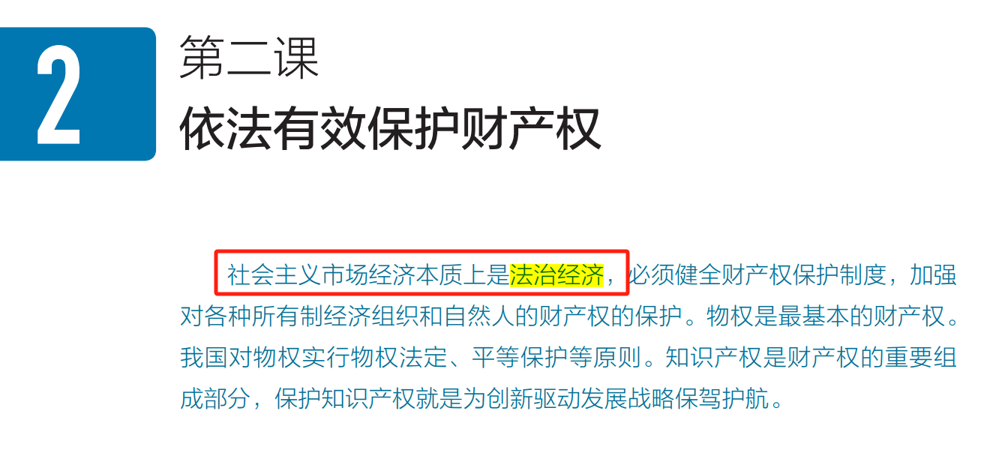 2
第二课
依法有效保护财产权
社会主义市场经济本质上是法治经济，必须健全财产权保护制度，加强
对各种所有制经济组织和自然人的财产权的保护。物权是最基本的财产权。
我国对物权实行物权法定、平等保护等原则。知识产权是财产权的重要组
成部分，保护知识产权就是为创新驱动发展战略保驾护航。